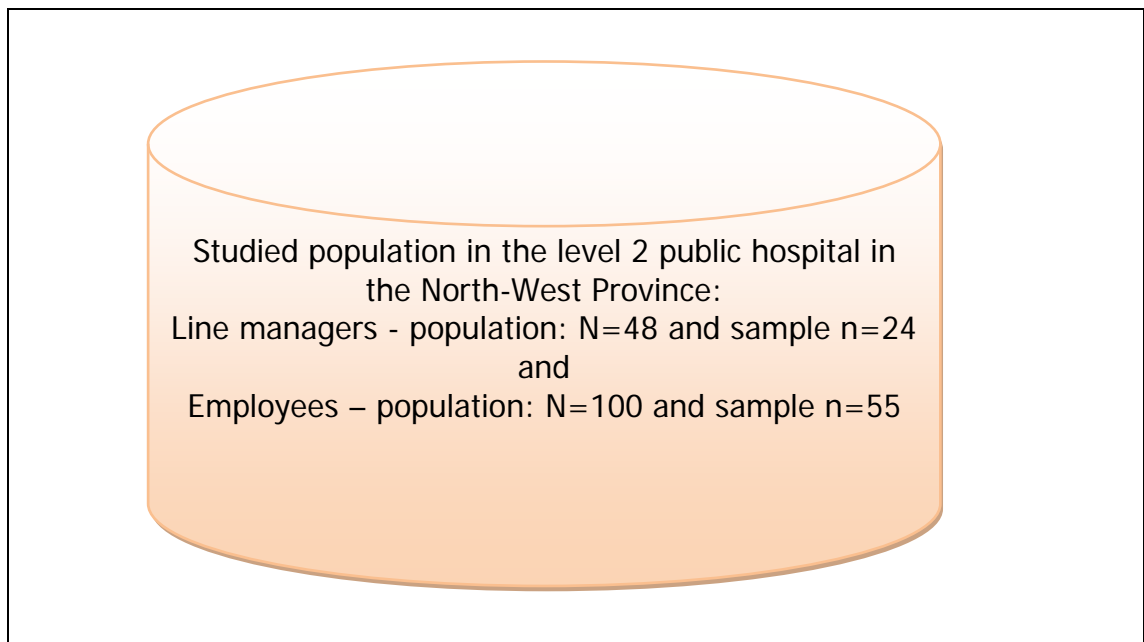 Studied population in the level 2 public hospital in
the North-West Province:
Line managers - population: N=48 and sample n=24
and
Employees – population: N=100 and sample n=55